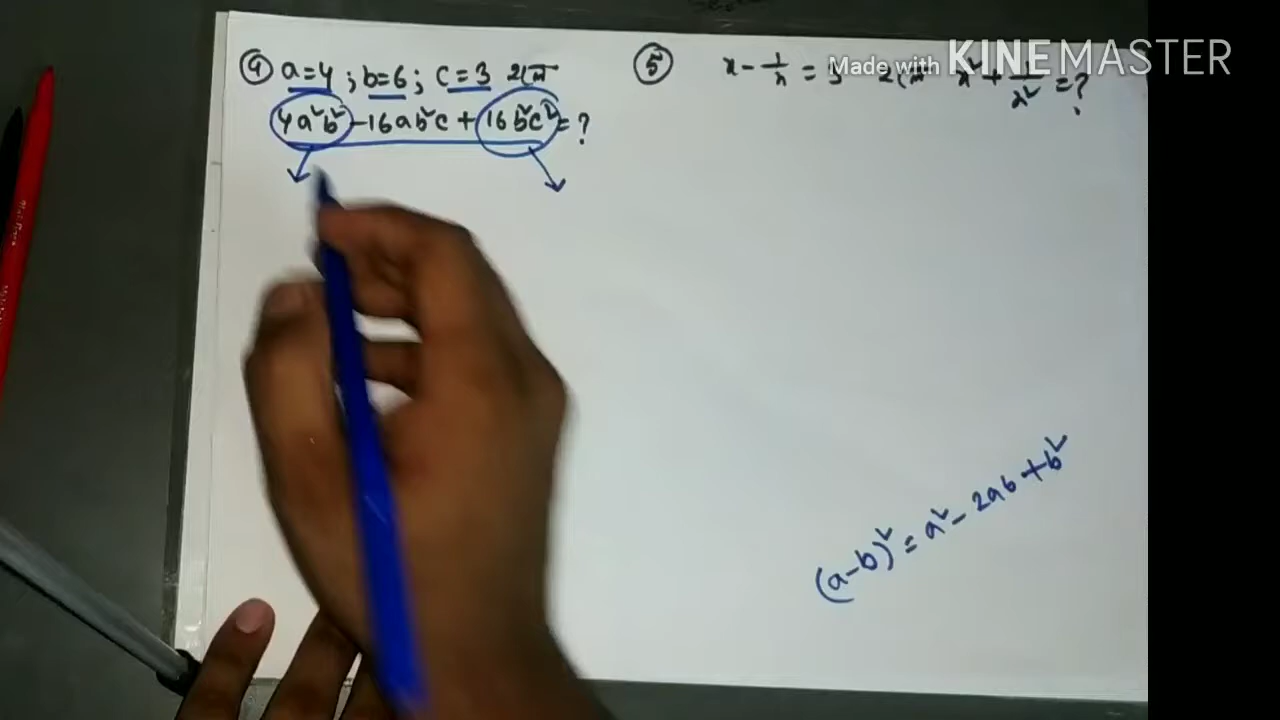 ④ a=4 ; b=6 ; c=3 হলে
4a²b² - 16ab²c + 16b²c² = ?
⑤ x - 1/x = হলে x² + 1/x² = ?
Made with KINEMASTER
(a-b)² = a² - 2ab + b²